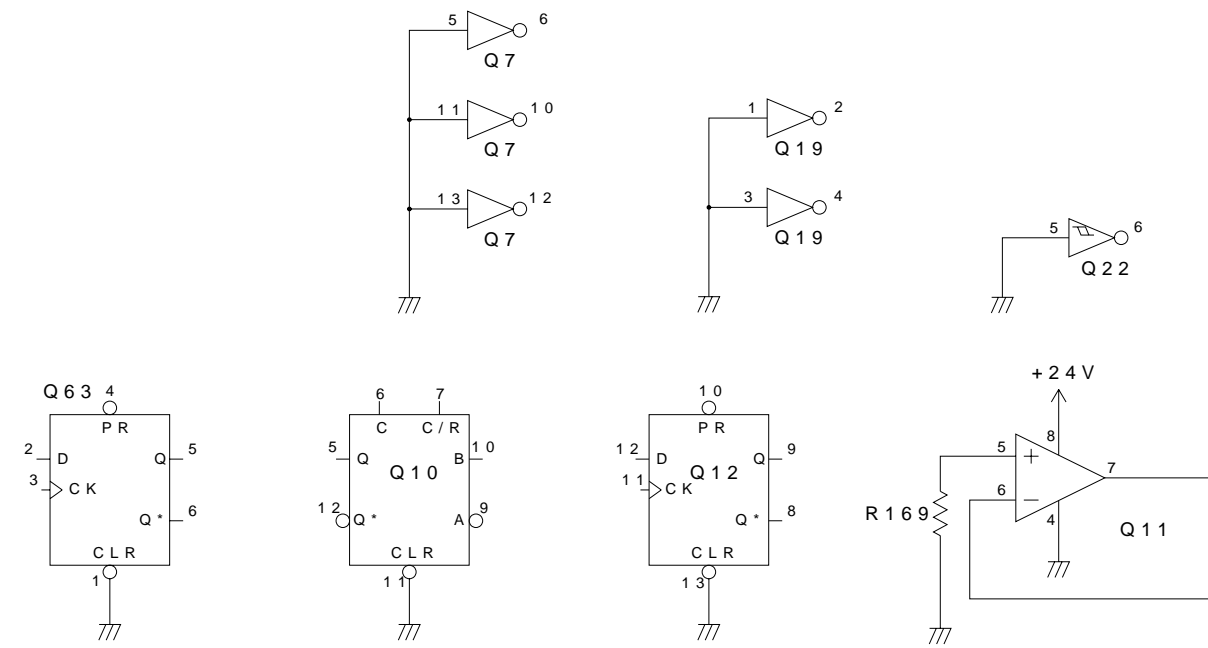 5 6
Q7
11 10
Q7
13 12
Q7
1 2
Q19
3 4
Q19
5 6
Q22
Q63 4
PR
2 D Q 5
3 CK
Q* 6
CLR
1
6 7
C C/R
5 Q B 10
Q10
12 Q* A 9
CLR
11
10
PR
12 D Q 9
Q12
11 CK
Q* 8
CLR
13
+24V
8
5 +
7
6 −
R169
4
Q11